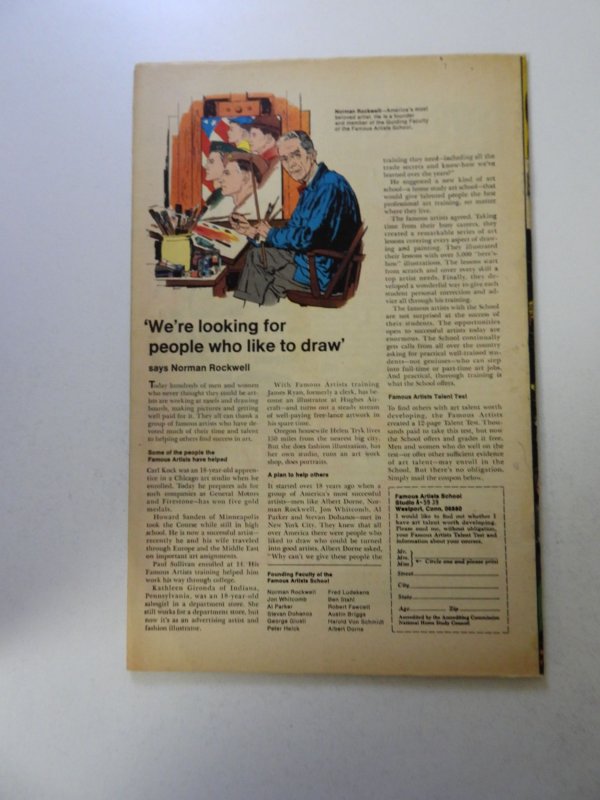 Norman Rockwell—America's most
beloved artist. He is a founder
and member of the Guiding Faculty
of the Famous Artists School.
'We're looking for
people who like to draw'
says Norman Rockwell
Today hundreds of men and women
who never thought they could be art-
ists are working at easels and drawing
boards, making pictures and getting
well paid for it. They all can thank a
group of famous artists who have de-
voted much of their time and talent
to helping others find success in art.
Some of the people the
Famous Artists have helped
Carl Kock was an 18-year-old appren-
tice in a Chicago art studio when he
enrolled. Today he prepares ads for
such companies as General Motors
and Firestone—has won five gold
medals.
Howard Sanden of Minneapolis
took the Course while still in high
school. He is now a successful artist—
recently he and his wife traveled
through Europe and the Middle East
on important art assignments.
Paul Sullivan enrolled at 14. His
Famous Artists training helped him
work his way through college.
Kathleen Gironda of Indiana,
Pennsylvania, was an 18-year-old
salesgirl in a department store. She
still works for a department store, but
now it's as an advertising artist and
fashion illustrator.
With Famous Artists training
James Ryan, formerly a clerk, has be-
come an illustrator at Hughes Air-
craft—and turns out a steady stream
of well-paying free-lance artwork in
his spare time.
Oregon housewife Helen Tryk lives
150 miles from the nearest big city.
But she does fashion illustration, has
her own studio, runs an art work
shop, does portraits.
A plan to help others
It started over 18 years ago when a
group of America's most successful
artists—men like Albert Dorne, Nor-
man Rockwell, Jon Whitcomb, Al
Parker and Stevan Dohanos—met in
New York City. They knew that all
over America there were people who
liked to draw who could be turned
into good artists. Albert Dorne asked,
"Why can't we give these people the
Founding Faculty of the
Famous Artists School
Norman Rockwell
Jon Whitcomb
Al Parker
Stevan Dohanos
George Giusti
Peter Helck
Fred Ludekens
Ben Stahl
Robert Fawcett
Austin Briggs
Harold Von Schmidt
Albert Dorne
training they need—including all the
trade secrets and know-how we've
learned over the years?"
He suggested a new kind of art
school—a home study art school—that
would give talented people the best
professional art training, no matter
where they live.
The famous artists agreed. Taking
time from their busy careers, they
created a remarkable series of art
lessons covering every aspect of draw-
ing and painting. They illustrated
their lessons with over 5,000 "here's-
how" illustrations. The lessons start
from scratch and cover every skill a
top artist needs. Finally, they de-
veloped a wonderful way to give each
student personal correction and ad-
vice all through his training.
The famous artists with the School
are not surprised at the success of
their students. The opportunities
open to successful artists today are
enormous. The School continually
gets calls from all over the country
asking for practical well-trained stu-
dents—not geniuses—who can step
into full-time or part-time art jobs.
And practical, thorough training is
what the School offers.
Famous Artists Talent Test
To find others with art talent worth
developing, the Famous Artists
created a 12-page Talent Test. Thou-
sands paid to take this test, but now
the School offers and grades it free.
Men and women who do well on the
test—or offer other sufficient evidence
of art talent—may enroll in the
School. But there's no obligation.
Simply mail the coupon below.
Famous Artists School
Westport, Conn. 06880
I would like to find out whether I
have art talent worth developing.
Please send me, without obligation,
your Famous Artists Talent Test and
information about your courses.
Mr.
Mrs.
Miss
Circle one and please print
Street
City
State
Age Zip
Accredited by the Accrediting Commission
National Home Study Council